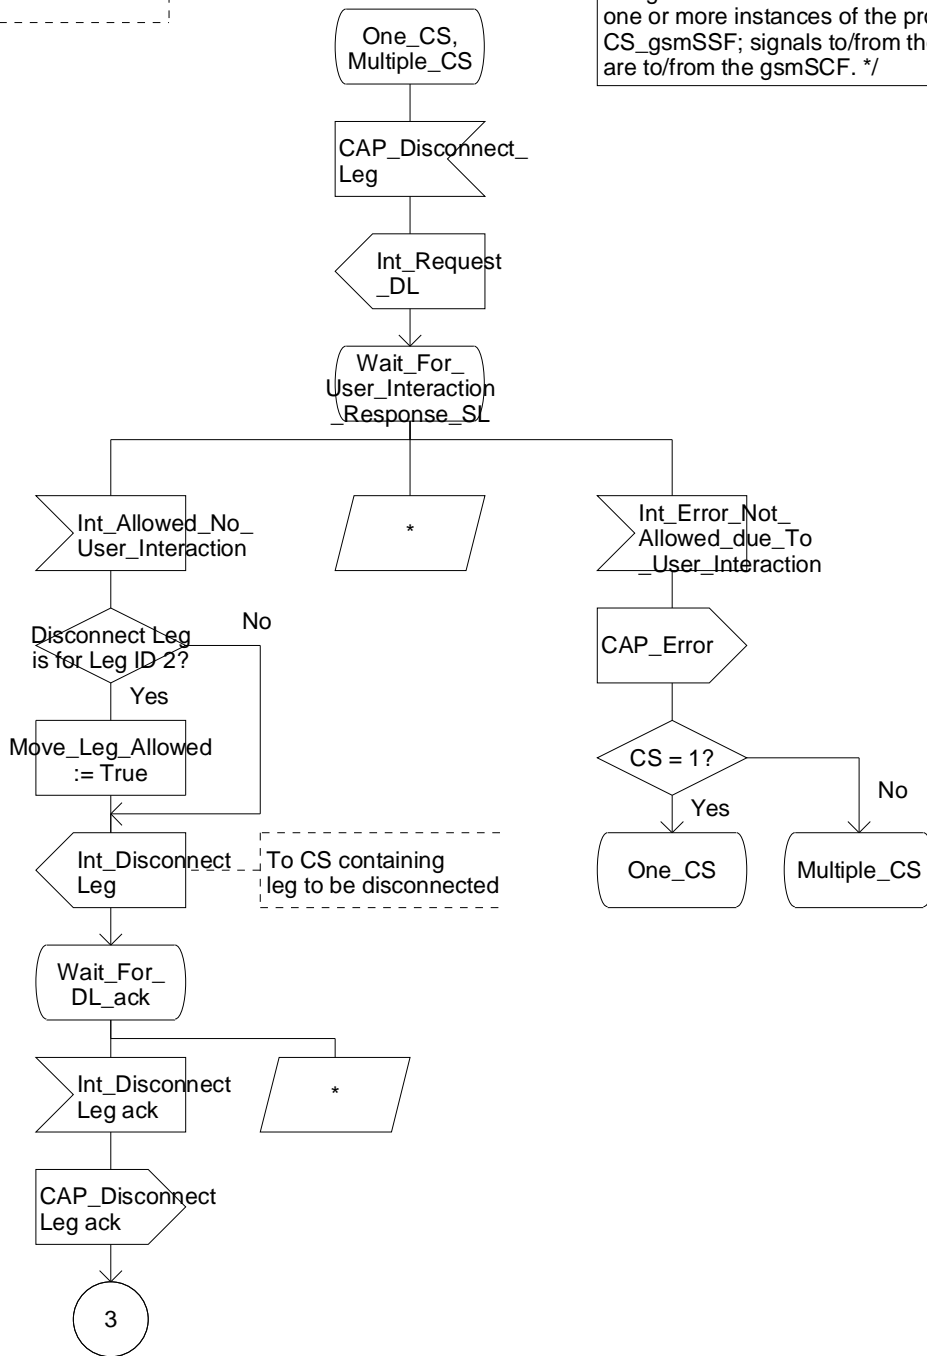 one or more instances of the
CS_gsmSSF; signals to/from
are to/from the gsmSCF. */
One_CS,
Multiple_CS
CAP_Disconnect_
Leg
Int_Request
_DL
Wait_For_
User_Interaction
_Response_SL
Int_Allowed_No_
User_Interaction
*
Int_Error_Not_
Allowed_due_To
_User_Interaction
Disconnect Leg
is for Leg ID 2?
No
Yes
CAP_Error
Move_Leg_Allowed
:= True
CS = 1?
No
Yes
Int_Disconnect
Leg
To CS containing
leg to be disconnected
One_CS
Multiple_CS
Wait_For_
DL_ack
Int_Disconnect
Leg ack
*
CAP_Disconnect
Leg ack
3